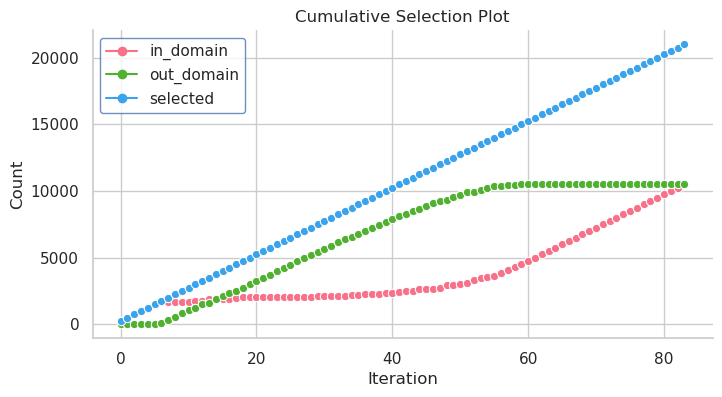 Cumulative Selection Plot
in_domain
out_domain
selected
20000
15000
10000
5000
0
Count
0 20 40 60 80
Iteration